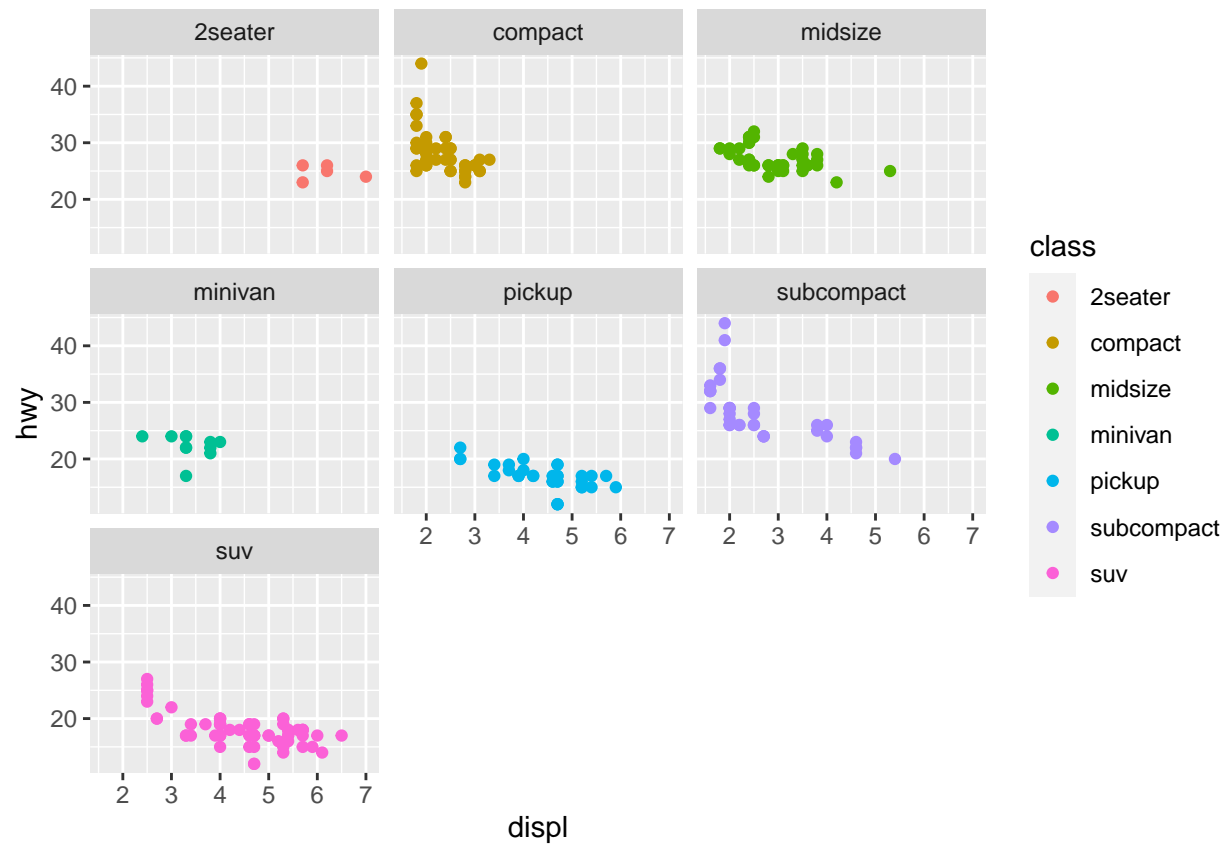 2seater compact midsize
40
30
20
minivan pickup subcompact
40
30
20
2 3 4 5 6 7 2 3 4 5 6 7
suv
40
30
20
2 3 4 5 6 7
displ
hwy
class
2seater
compact
midsize
minivan
pickup
subcompact
suv